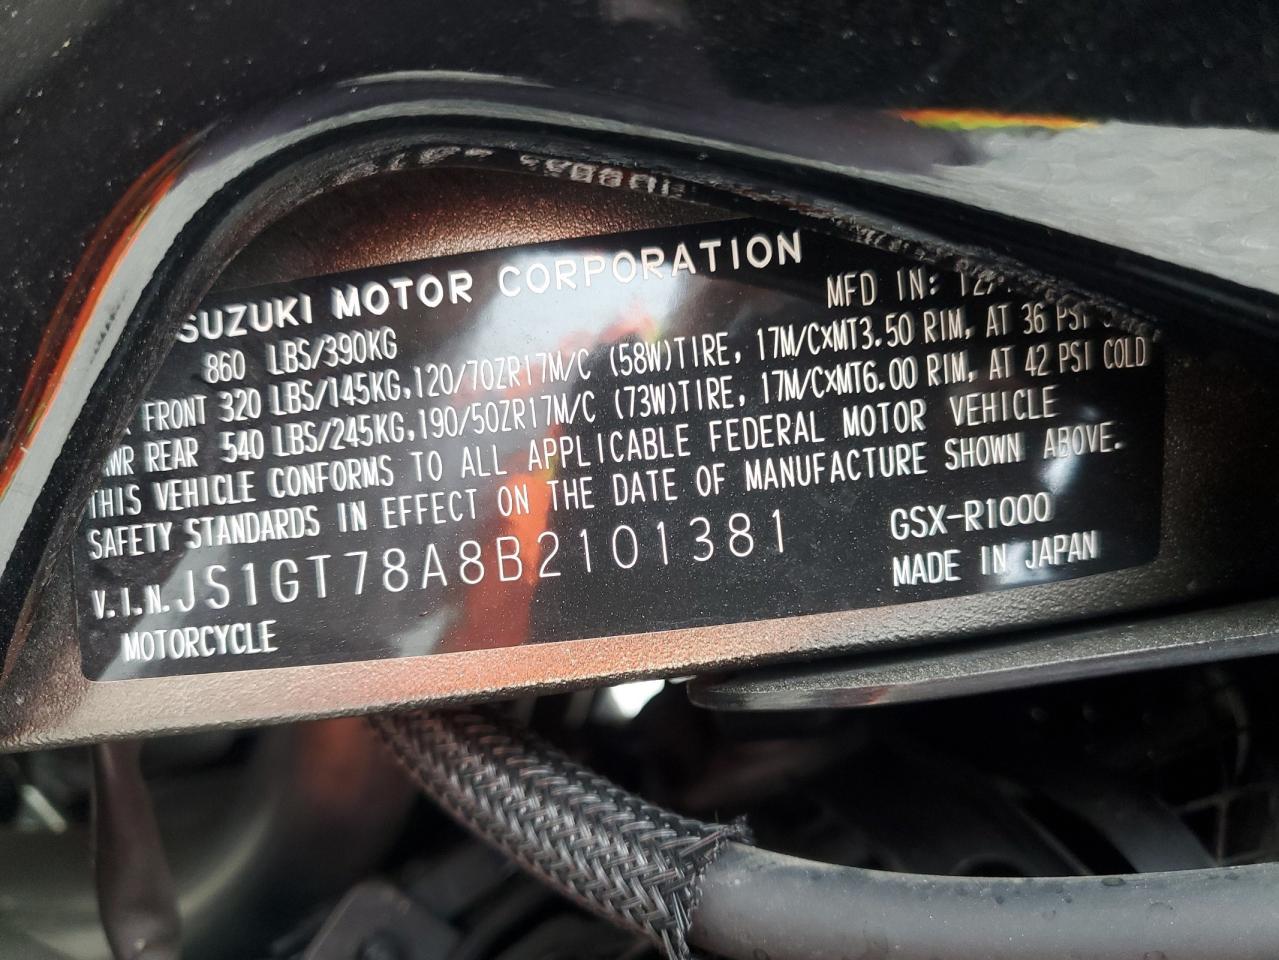 SUZUKI MOTOR CORPORATION
MFD IN: 12/
860 LBS/390KG
FRONT 320 LBS/145KG,120/70ZR17M/C (58W)TIRE, 17M/CxMT3.50 RIM, AT 36 PSI
REAR 540 LBS/245KG,190/50ZR17M/C (73W)TIRE, 17M/CxMT6.00 RIM, AT 42 PSI COLD
THIS VEHICLE CONFORMS TO ALL APPLICABLE FEDERAL MOTOR VEHICLE
SAFETY STANDARDS IN EFFECT ON THE DATE OF MANUFACTURE SHOWN ABOVE.
V.I.N.JS1GT78A8B2101381 GSX-R1000
MOTORCYCLE MADE IN JAPAN